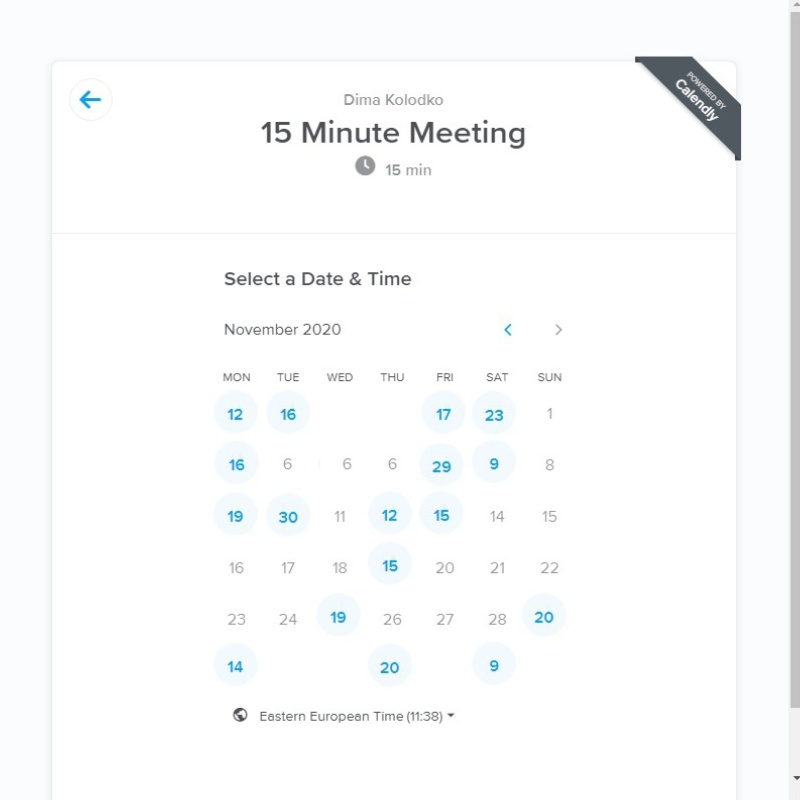 POWERED BY
Calendly
Dima Kolodko
15 Minute Meeting
15 min
Select a Date & Time
November 2020
MON TUE WED THU FRI SAT SUN
12 16 17 23 1
16 6 6 6 29 9 8
19 30 11 12 15 14 15
16 17 18 15 20 21 22
23 24 19 26 27 28 20
14 20 9
Eastern European Time (11:38)